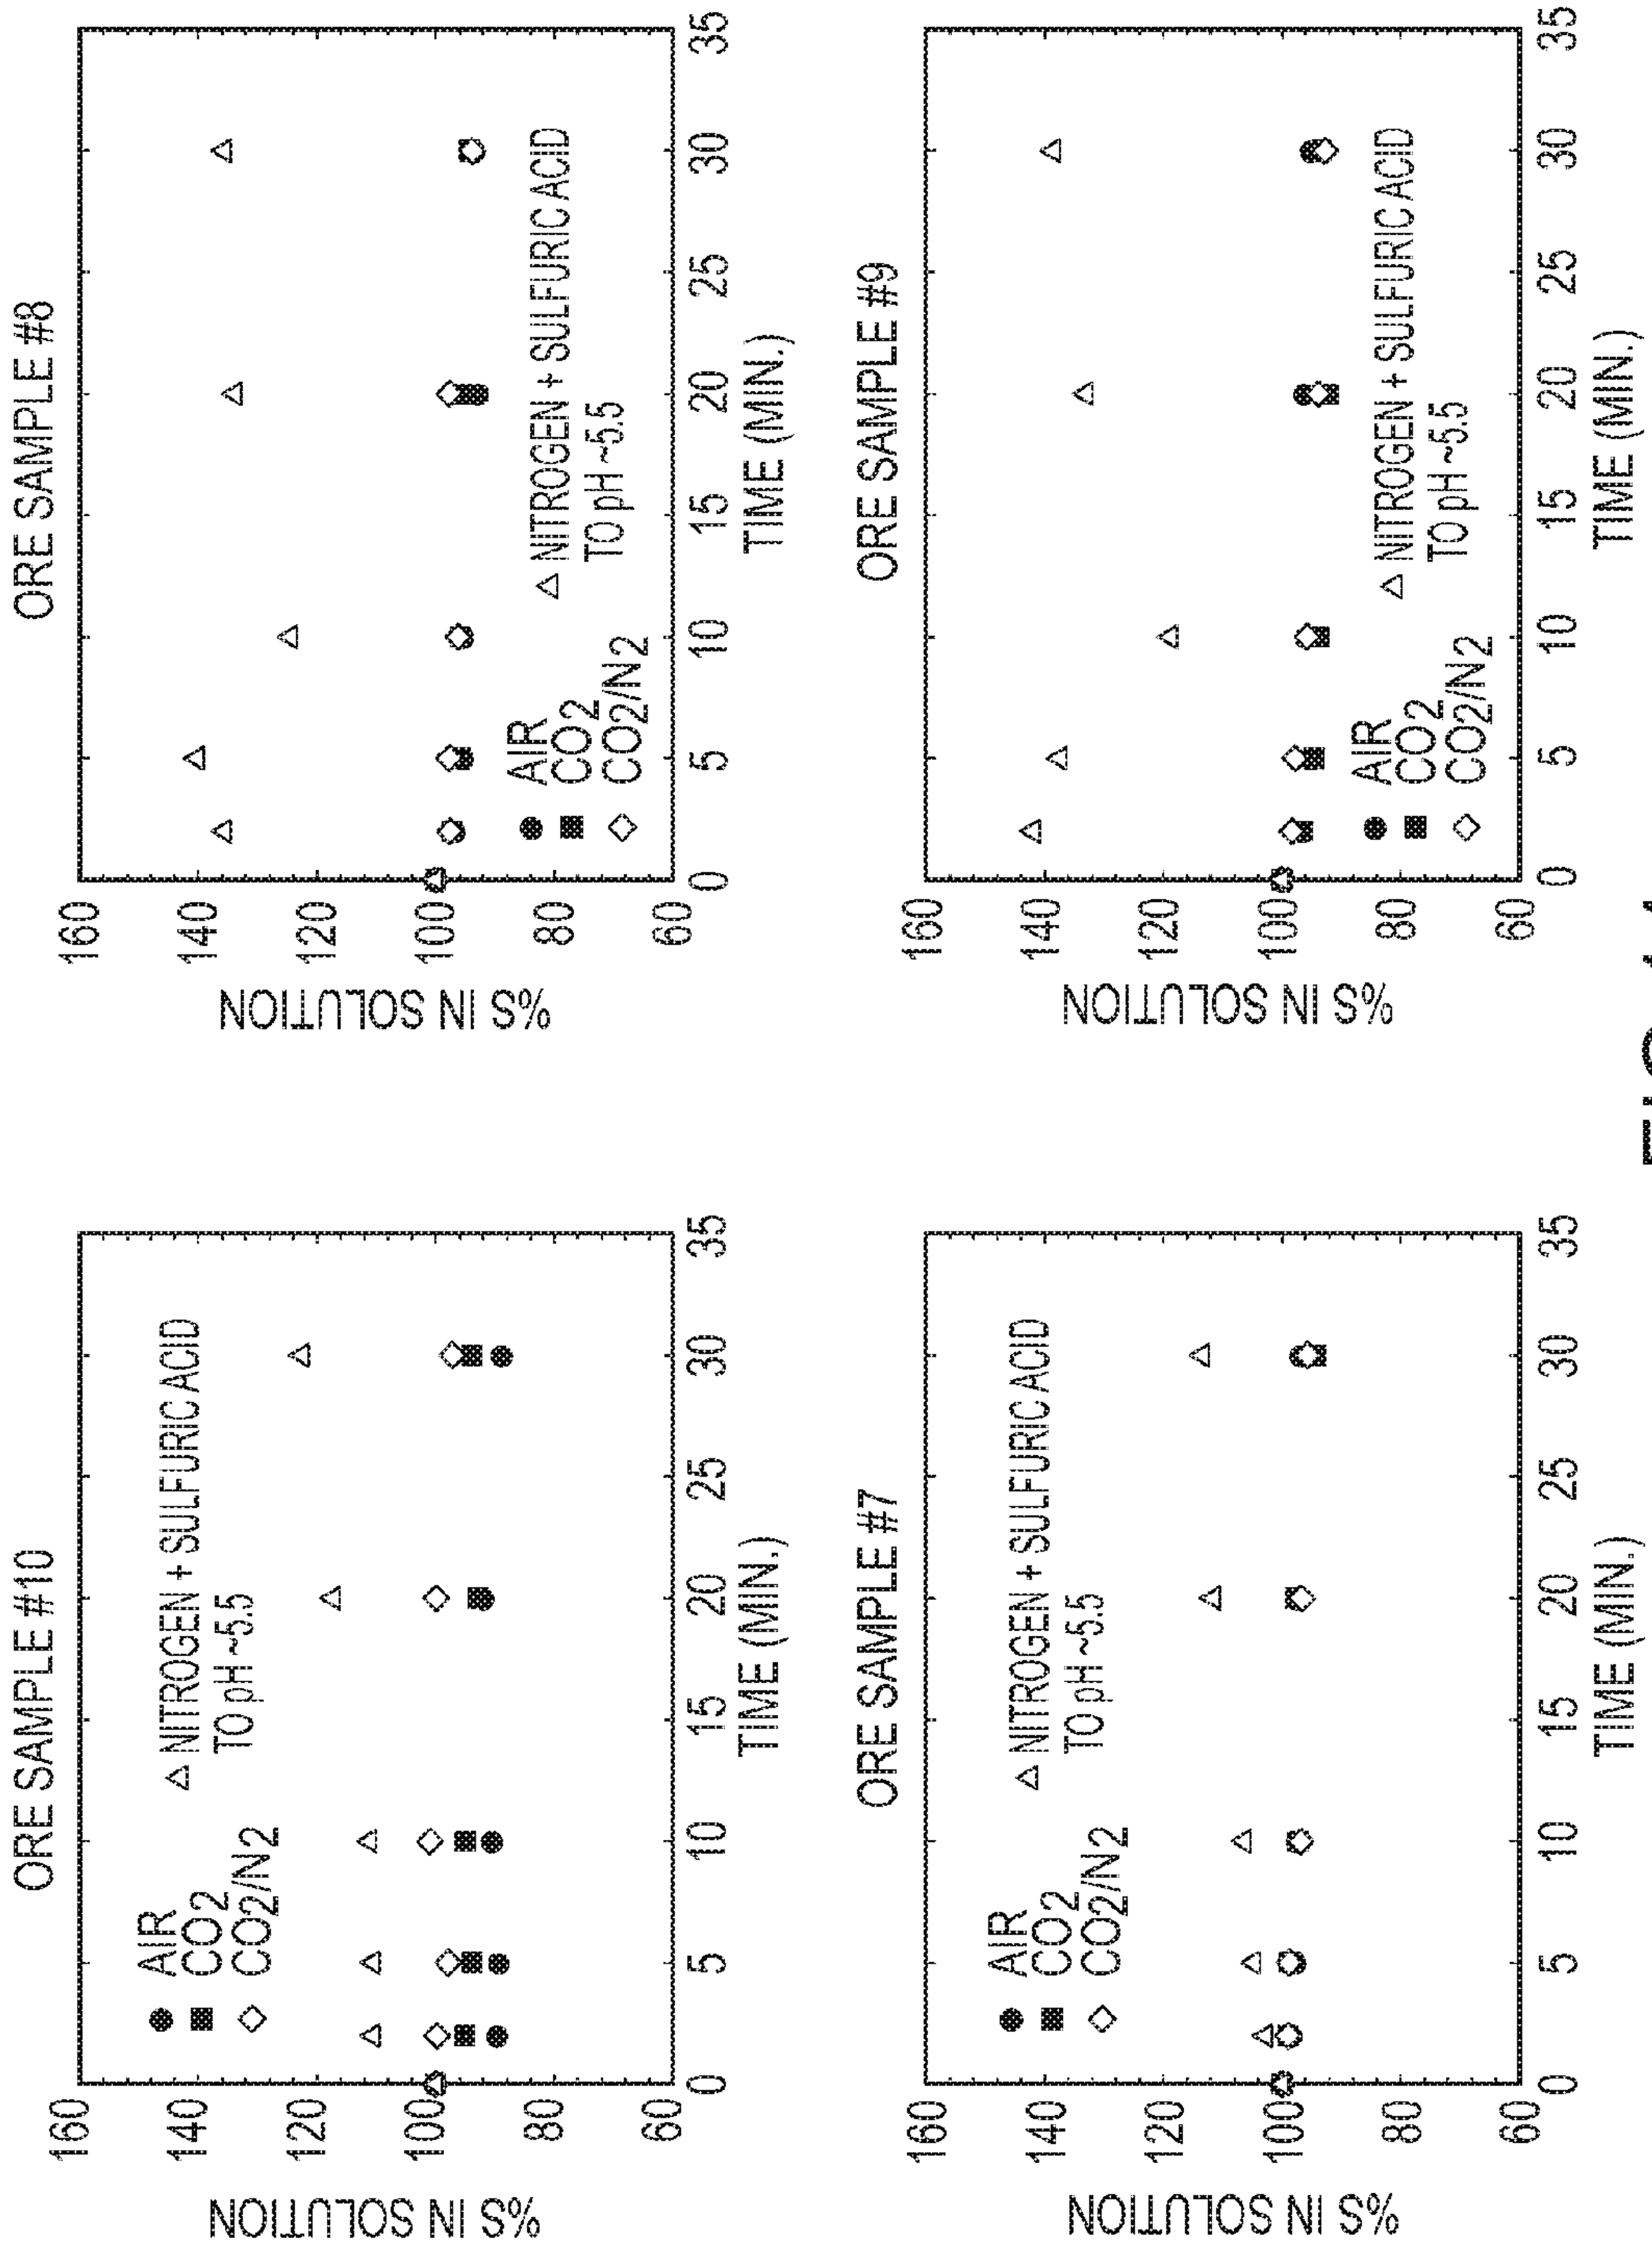 ORE SAMPLE #10
%S IN SOLUTION
160
140
120
100
80
60
AIR
CO2
CO2/N2
NITROGEN + SULFURIC ACID
TO pH ~5.5
0 5 10 15 20 25 30 35
TIME (MIN.)
ORE SAMPLE #8
%S IN SOLUTION
160
140
120
100
80
60
AIR
CO2
CO2/N2
NITROGEN + SULFURIC ACID
TO pH ~5.5
0 5 10 15 20 25 30 35
TIME (MIN.)
ORE SAMPLE #7
%S IN SOLUTION
160
140
120
100
80
60
AIR
CO2
CO2/N2
NITROGEN + SULFURIC ACID
TO pH ~5.5
0 5 10 15 20 25 30 35
TIME (MIN.)
ORE SAMPLE #9
%S IN SOLUTION
160
140
120
100
80
60
AIR
CO2
CO2/N2
NITROGEN + SULFURIC ACID
TO pH ~5.5
0 5 10 15 20 25 30 35
TIME (MIN.)